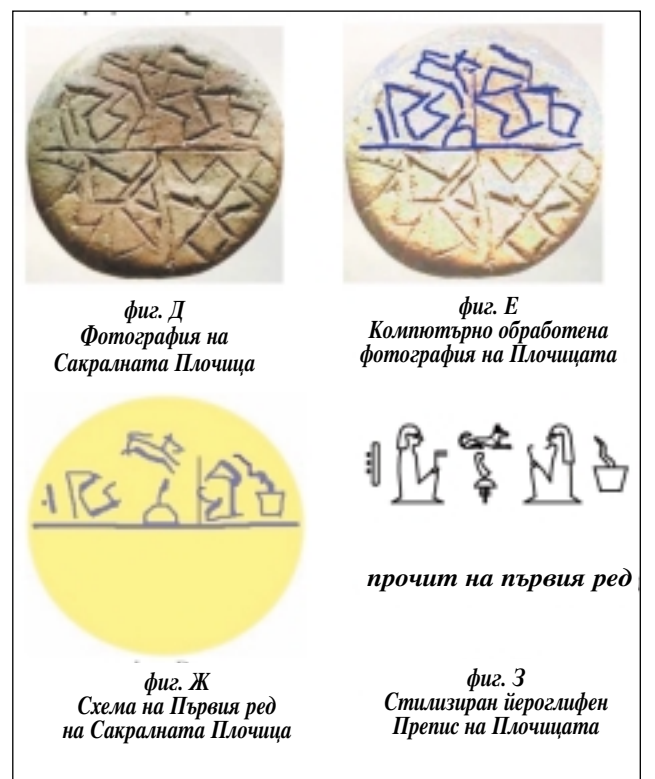 фиг. Д
Фотография на
Сакралната Плочица
фиг. Е
Компютърно обработена
фотография на Плочицата
прочит на първия ред
фиг. Ж
Схема на Първия ред
на Сакралната Плочица
фиг. З
Стилизиран йероглифен
Препис на Плочицата